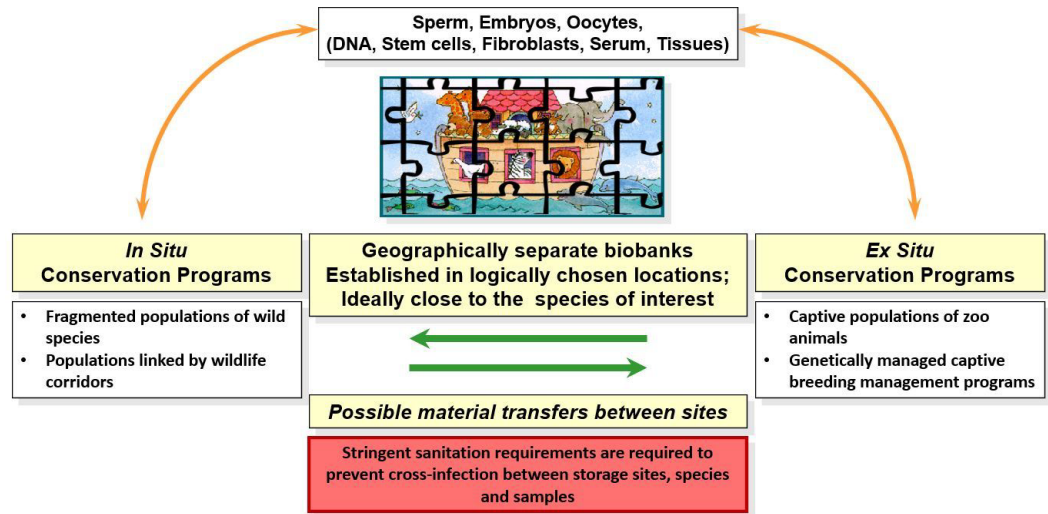 Sperm, Embryos, Oocytes,
(DNA, Stem cells, Fibroblasts, Serum, Tissues)
In Situ
Conservation Programs
• Fragmented populations of wild
species
• Populations linked by wildlife
corridors
Geographically separate biobanks
Established in logically chosen locations;
Ideally close to the species of interest
Possible material transfers between sites
Stringent sanitation requirements are required to
prevent cross-infection between storage sites, species
and samples
Ex Situ
Conservation Programs
• Captive populations of zoo
animals
• Genetically managed captive
breeding management programs